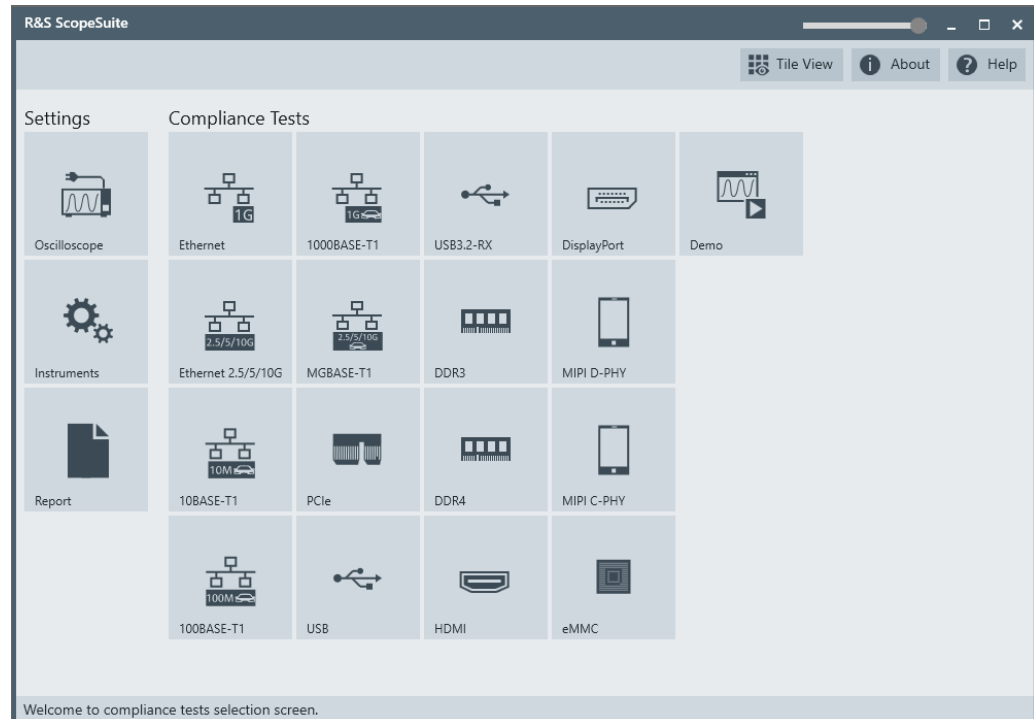 R&S ScopeSuite
Tile View About Help
Settings Compliance Tests
1G 1G
Oscilloscope Ethernet 1000BASE-T1 USB3.2-RX DisplayPort Demo
2.5/5/10G 2.5/5/10G
Instruments Ethernet 2.5/5/10G MGBASE-T1 DDR3 MIPI D-PHY
10M
Report 10BASE-T1 PCIe DDR4 MIPI C-PHY
100M
100BASE-T1 USB HDMI eMMC
Welcome to compliance tests selection screen.